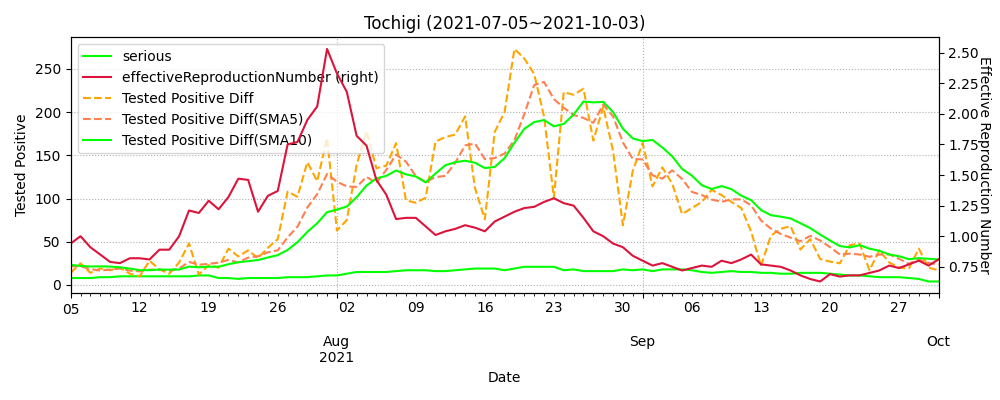 Tochigi (2021-07-05~2021-10-03)
serious
effectiveReproductionNumber (right)
Tested Positive Diff
Tested Positive Diff(SMA5)
Tested Positive Diff(SMA10)
Tested Positive
250
200
150
100
50
0
2.50
2.25
2.00
1.75
1.50
1.25
1.00
0.75
Effective Reproduction Number
05 12 19 26 02 09 16 23 30 06 13 20 27
Aug Sep Oct
2021
Date